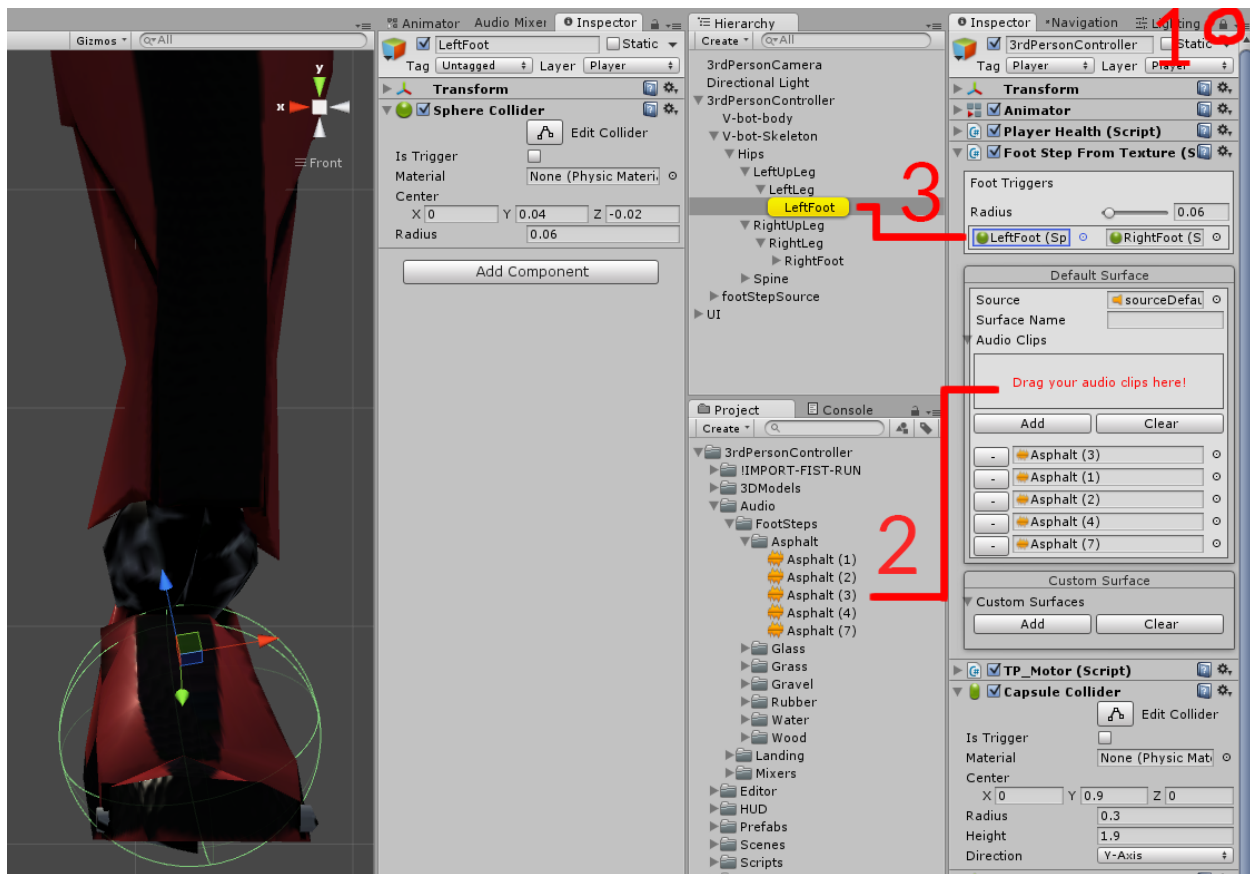 Gizmos
All
y
x
Front
Animator
Audio Mixer
Inspector
LeftFoot
Static
Tag
Untagged
Layer
Player
Transform
Sphere Collider
Edit Collider
Is Trigger
Material
None (Physic Materi
Center
X 0
Y 0.04
Z -0.02
Radius
0.06
Add Component
Hierarchy
Create
All
3rdPersonCamera
Directional Light
3rdPersonController
V-bot-body
V-bot-Skeleton
Hips
LeftUpLeg
LeftLeg
LeftFoot
RightUpLeg
RightLeg
RightFoot
Spine
footStepSource
UI
3
2
Project
Console
Create
3rdPersonController
!IMPORT-FIST-RUN
3DModels
Audio
FootSteps
Asphalt
Asphalt (1)
Asphalt (2)
Asphalt (3)
Asphalt (4)
Asphalt (7)
Glass
Grass
Gravel
Rubber
Water
Wood
Landing
Mixers
Editor
HUD
Prefabs
Scenes
Scripts
Inspector
Navigation
Lighting
1
3rdPersonController
Static
Tag
Player
Layer
Player
Transform
Animator
Player Health (Script)
Foot Step From Texture (S
Foot Triggers
Radius
0.06
LeftFoot (Sp
RightFoot (S
Default Surface
Source
sourceDefau
Surface Name
Audio Clips
Drag your audio clips here!
Add
Clear
- Asphalt (3)
- Asphalt (1)
- Asphalt (2)
- Asphalt (4)
- Asphalt (7)
Custom Surface
Custom Surfaces
Add
Clear
TP_Motor (Script)
Capsule Collider
Edit Collider
Is Trigger
Material
None (Physic Mat
Center
X 0
Y 0.9
Z 0
Radius
0.3
Height
1.9
Direction
Y-Axis